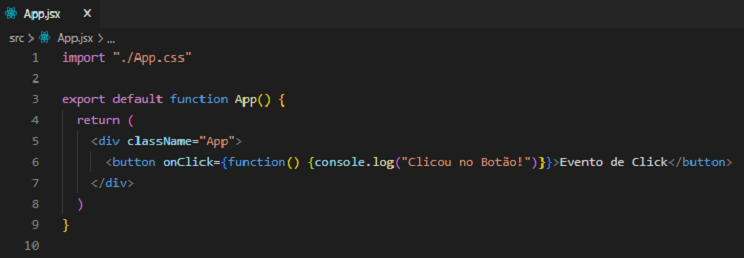 App.jsx X
src > App.jsx > ...
1 import "./App.css"
2
3 export default function App() {
4 return (
5 <div className="App">
6 <button onClick={function() {console.log("Clicou no Botão!")}}>Evento de Click</button>
7 </div>
8 )
9 }
10